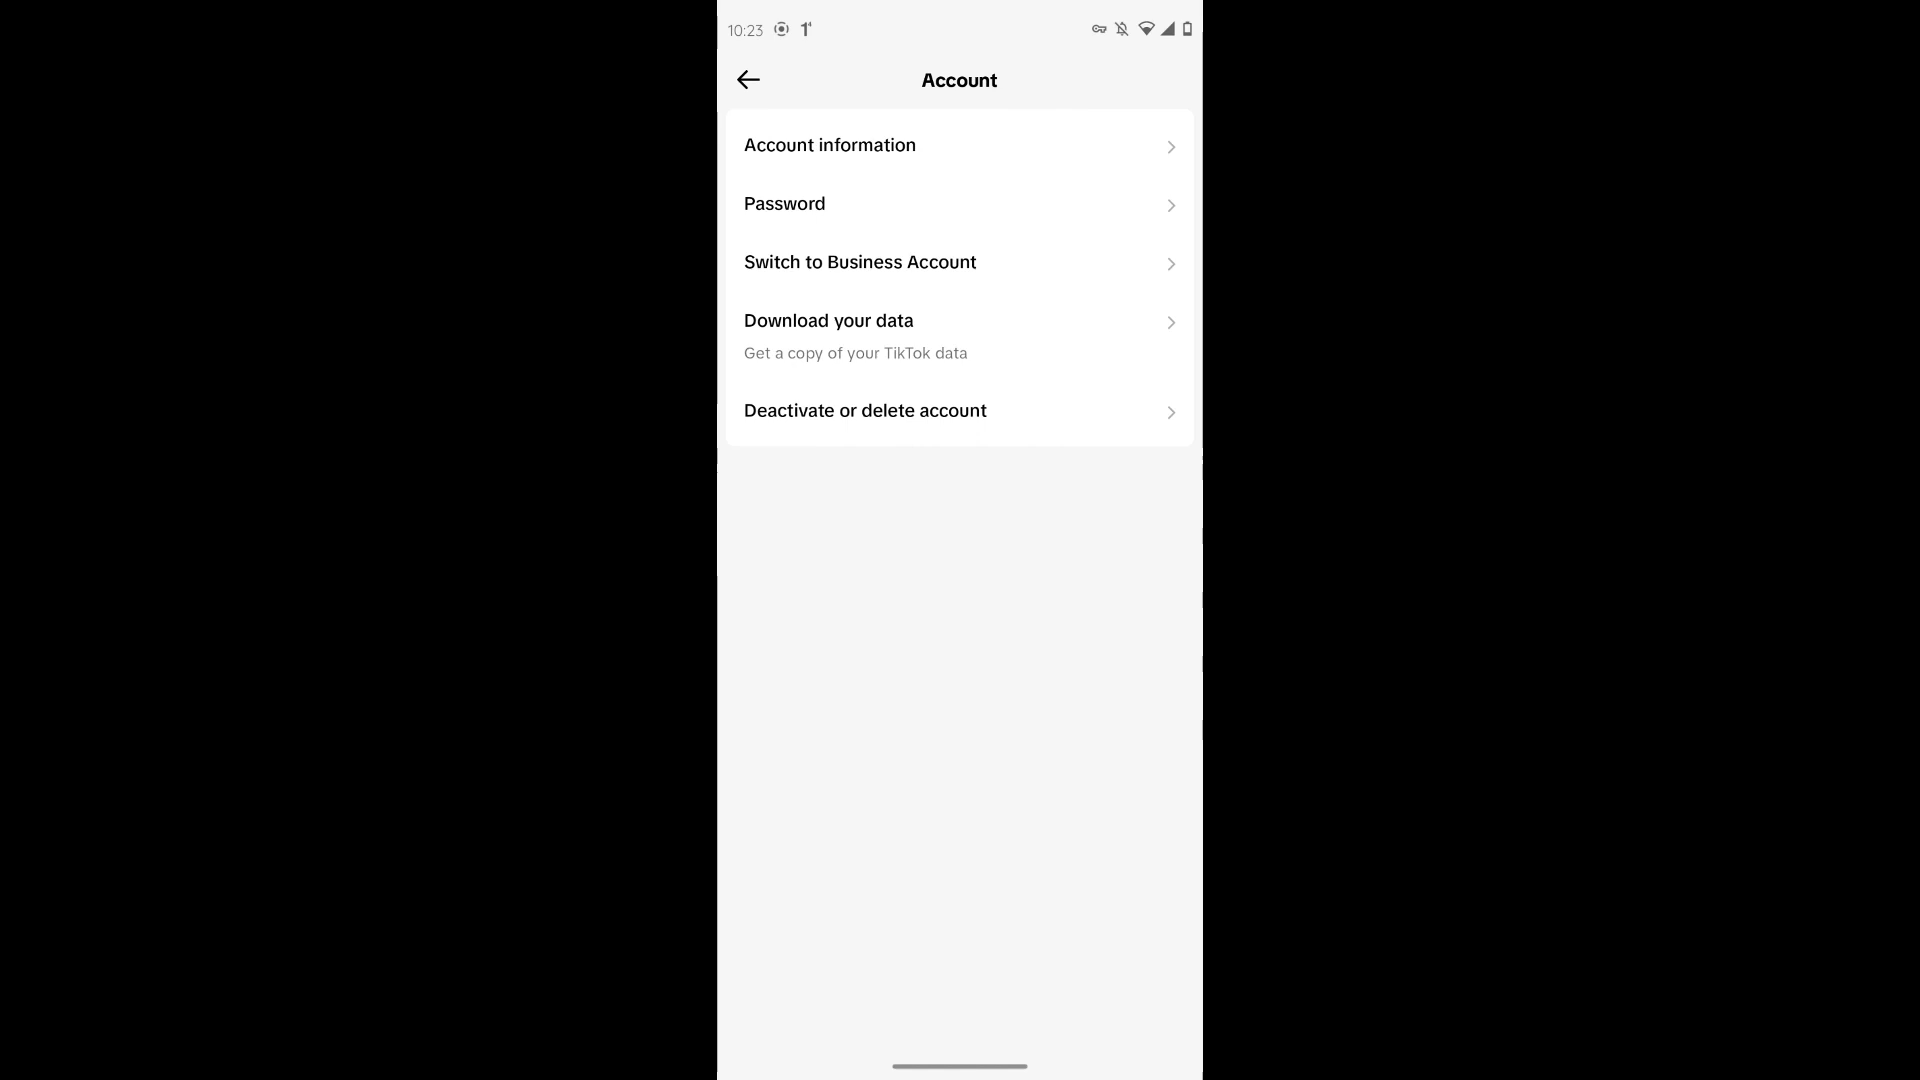 10:23
Account
Account information
Password
Switch to Business Account
Download your data
Get a copy of your TikTok data
Deactivate or delete account